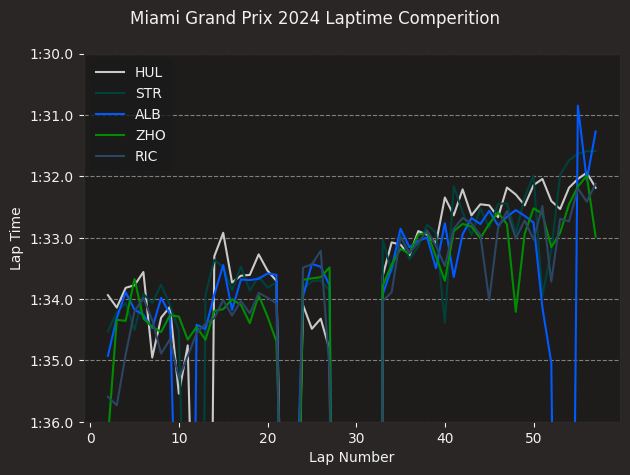 Miami Grand Prix 2024 Laptime Comperition
1:30.0
1:31.0
1:32.0
1:33.0
1:34.0
1:35.0
1:36.0
Lap Time
HUL
STR
ALB
ZHO
RIC
0 10 20 30 40 50
Lap Number